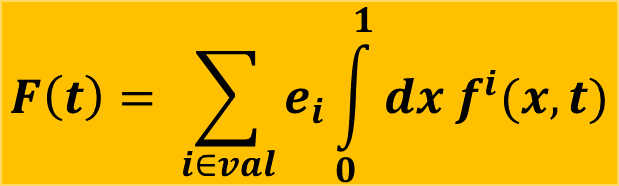 F(t) = ∑_{i∈val} e_i ∫_0^1 dx f^i(x, t)